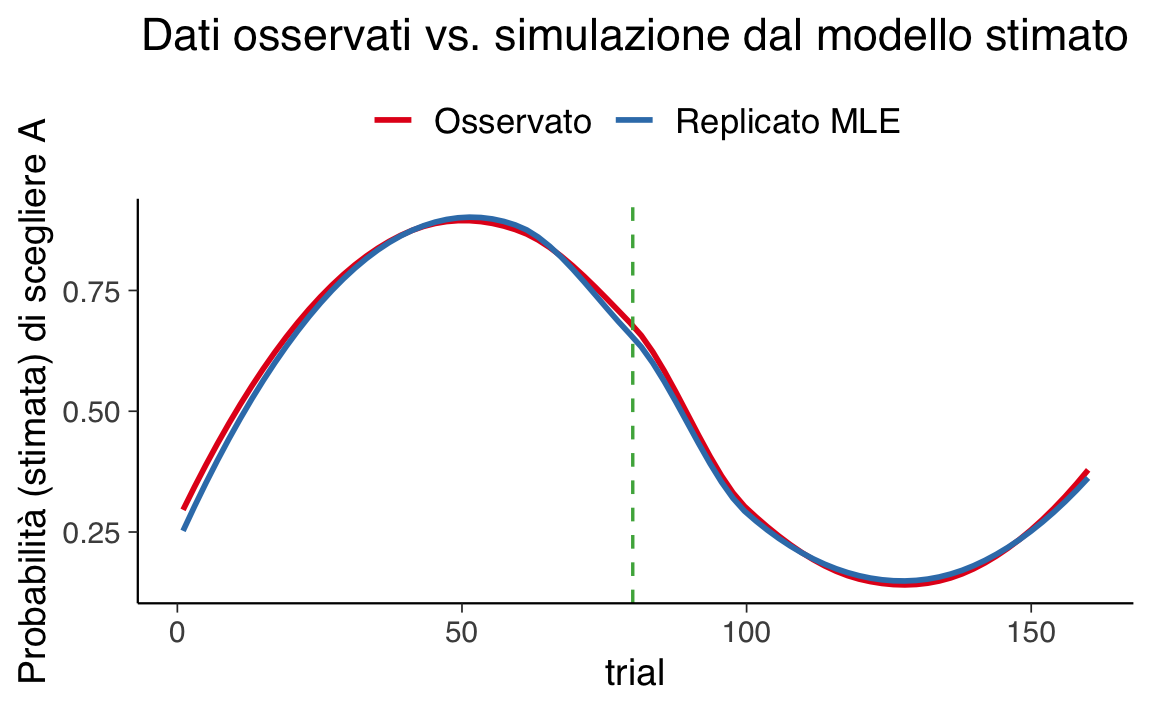 Dati osservati vs. simulazione dal modello stimato
Osservato Replicato MLE
Probabilità (stimata) di scegliere A
0.75
0.50
0.25
0 50 100 150
trial